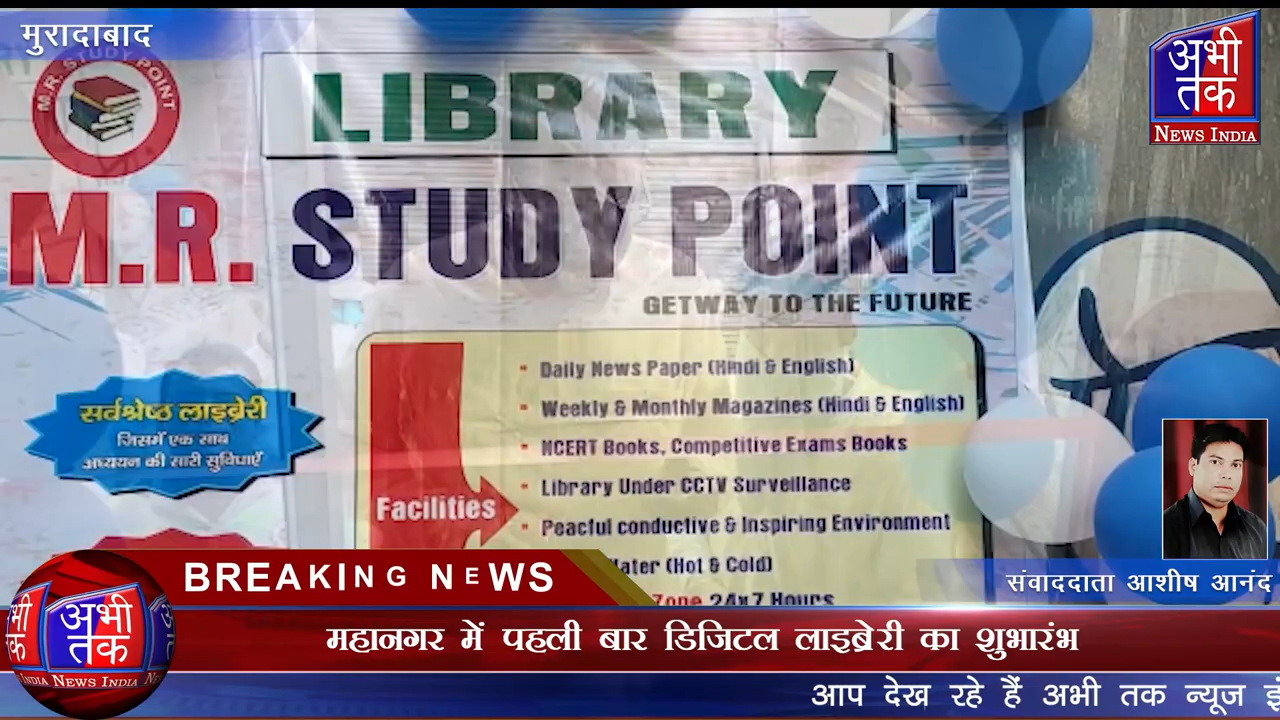 मुरादाबाद
अभी
तक
NEWS INDIA
M.R. STUDY POINT
LIBRARY
M.R. STUDY POINT
GETWAY TO THE FUTURE
सर्वश्रेष्ठ लाइब्रेरी
जिसमें एक साथ
अध्ययन की सारी सुविधाएँ
Facilities
Daily News Paper (Hindi & English)
Weekly & Monthly Magazines (Hindi & English)
NCERT Books, Competitive Exams Books
Library Under CCTV Surveillance
Peacful conductive & Inspiring Environment
(Hot & Cold)
Zone 24x7 Hours
संवाददाता आशीष आनंद
BREAKING NEWS
अभी
तक
NEWS INDIA
महानगर में पहली बार डिजिटल लाइब्रेरी का शुभारंभ
आप देख रहे हैं अभी तक न्यूज